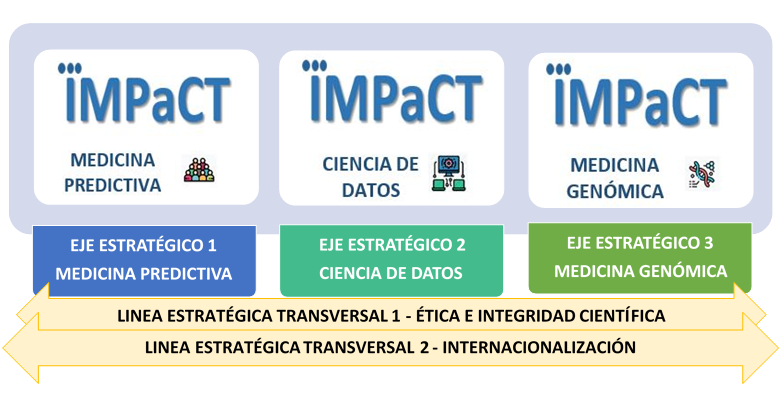 iMPaCT
MEDICINA
PREDICTIVA
iMPaCT
CIENCIA DE
DATOS
iMPaCT
MEDICINA
GENÓMICA
EJE ESTRATÉGICO 1
MEDICINA PREDICTIVA
EJE ESTRATÉGICO 2
CIENCIA DE DATOS
EJE ESTRATÉGICO 3
MEDICINA GENÓMICA
LINEA ESTRATÉGICA TRANSVERSAL 1 - ÉTICA E INTEGRIDAD CIENTÍFICA
LINEA ESTRATÉGICA TRANSVERSAL 2 - INTERNACIONALIZACIÓN